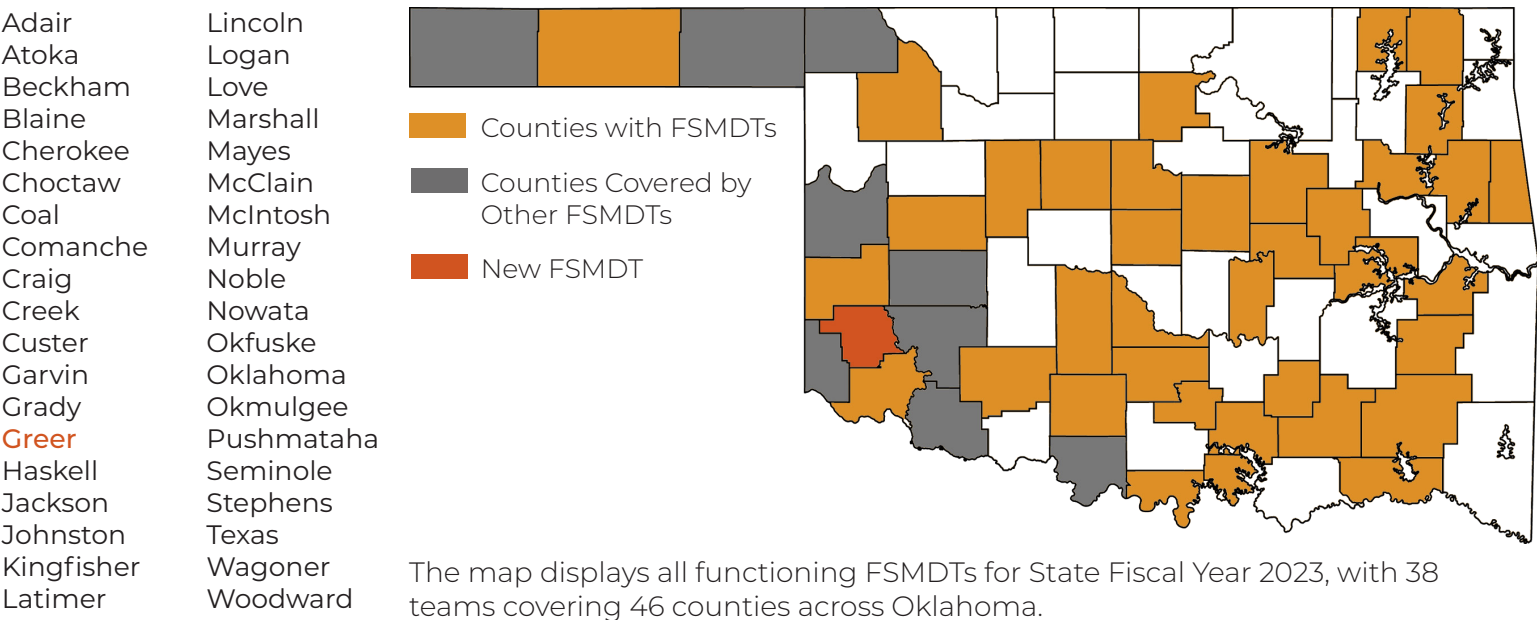 Adair
Atoka
Beckham
Blaine
Cherokee
Choctaw
Coal
Comanche
Craig
Creek
Custer
Garvin
Grady
Greer
Haskell
Jackson
Johnston
Kingfisher
Latimer
Lincoln
Logan
Love
Marshall
Mayes
McClain
McIntosh
Murray
Noble
Nowata
Okfuske
Oklahoma
Okmulgee
Pushmataha
Seminole
Stephens
Texas
Wagoner
Woodward
Counties with FSMDTs
Counties Covered by
Other FSMDTs
New FSMDT
The map displays all functioning FSMDTs for State Fiscal Year 2023, with 38
teams covering 46 counties across Oklahoma.